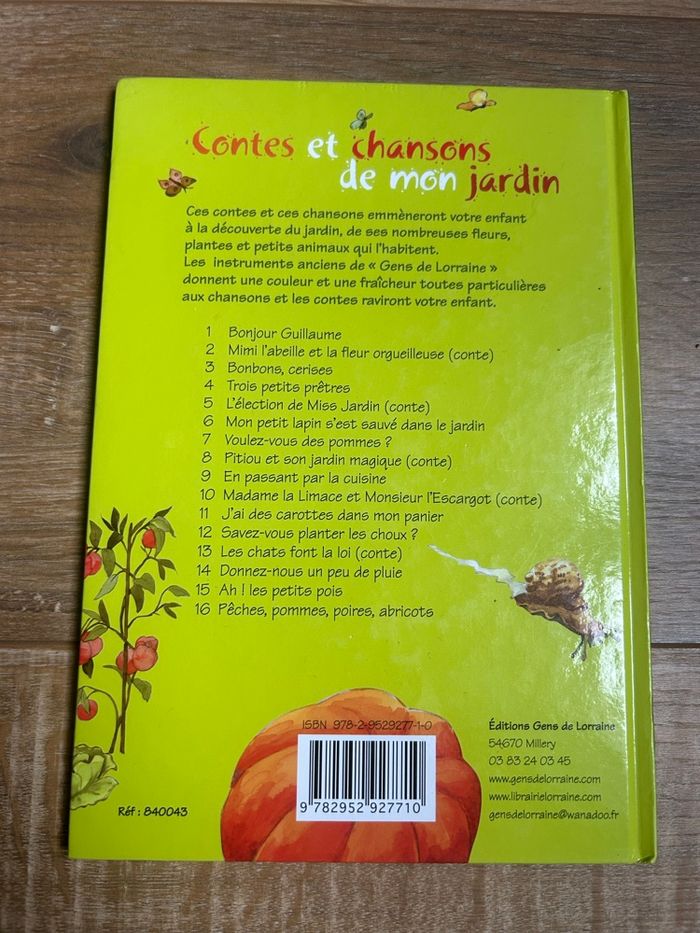 Contes et chansons
de mon jardin
Ces contes et ces chansons emmèneront votre enfant
à la découverte du jardin, de ses nombreuses fleurs,
plantes et petits animaux qui l'habitent.
Les instruments anciens de « Gens de Lorraine »
donnent une couleur et une fraîcheur toutes particulières
aux chansons et les contes raviront votre enfant.
1 Bonjour Guillaume
2 Mimi l'abeille et la fleur orgueilleuse (conte)
3 Bonbons, cerises
4 Trois petits prêtres
5 L'élection de Miss Jardin (conte)
6 Mon petit lapin s'est sauvé dans le jardin
7 Voulez-vous des pommes ?
8 Pitiou et son jardin magique (conte)
9 En passant par la cuisine
10 Madame la Limace et Monsieur l'Escargot (conte)
11 J'ai des carottes dans mon panier
12 Savez-vous planter les choux ?
13 Les chats font la loi (conte)
14 Donnez-nous un peu de pluie
15 Ah ! les petits pois
16 Pêches, pommes, poires, abricots
ISBN 978-2-9529277-1-0
9 782952 927710
Réf : 840043
Éditions Gens de Lorraine
54670 Millery
03 83 24 03 45
www.gensdelorraine.com
www.librairielorraine.com
gensdelorraine@wanadoo.fr